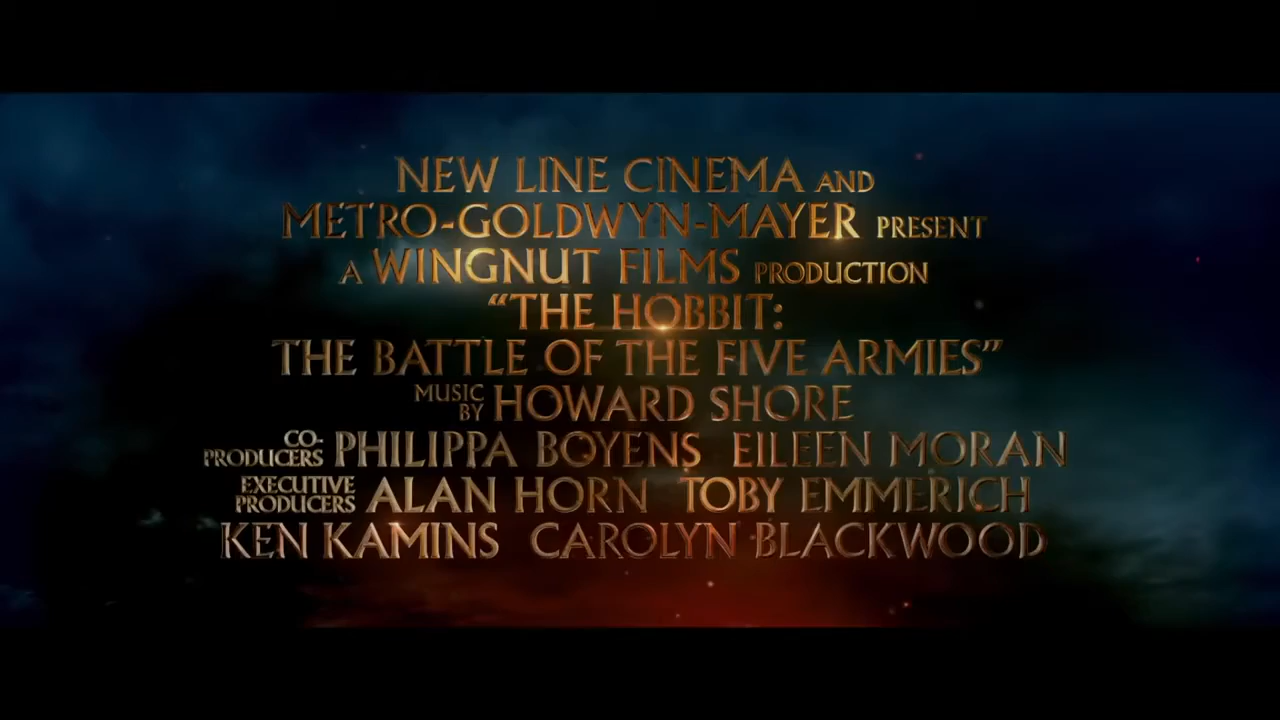 NEW LINE CINEMA AND
METRO-GOLDWYN-MAYER PRESENT
A WINGNUT FILMS PRODUCTION
“THE HOBBIT:
THE BATTLE OF THE FIVE ARMIES”
MUSIC BY HOWARD SHORE
CO-PRODUCERS PHILIPPA BOYENS EILEEN MORAN
EXECUTIVE PRODUCERS ALAN HORN TOBY EMMERICH
KEN KAMINS CAROLYN BLACKWOOD